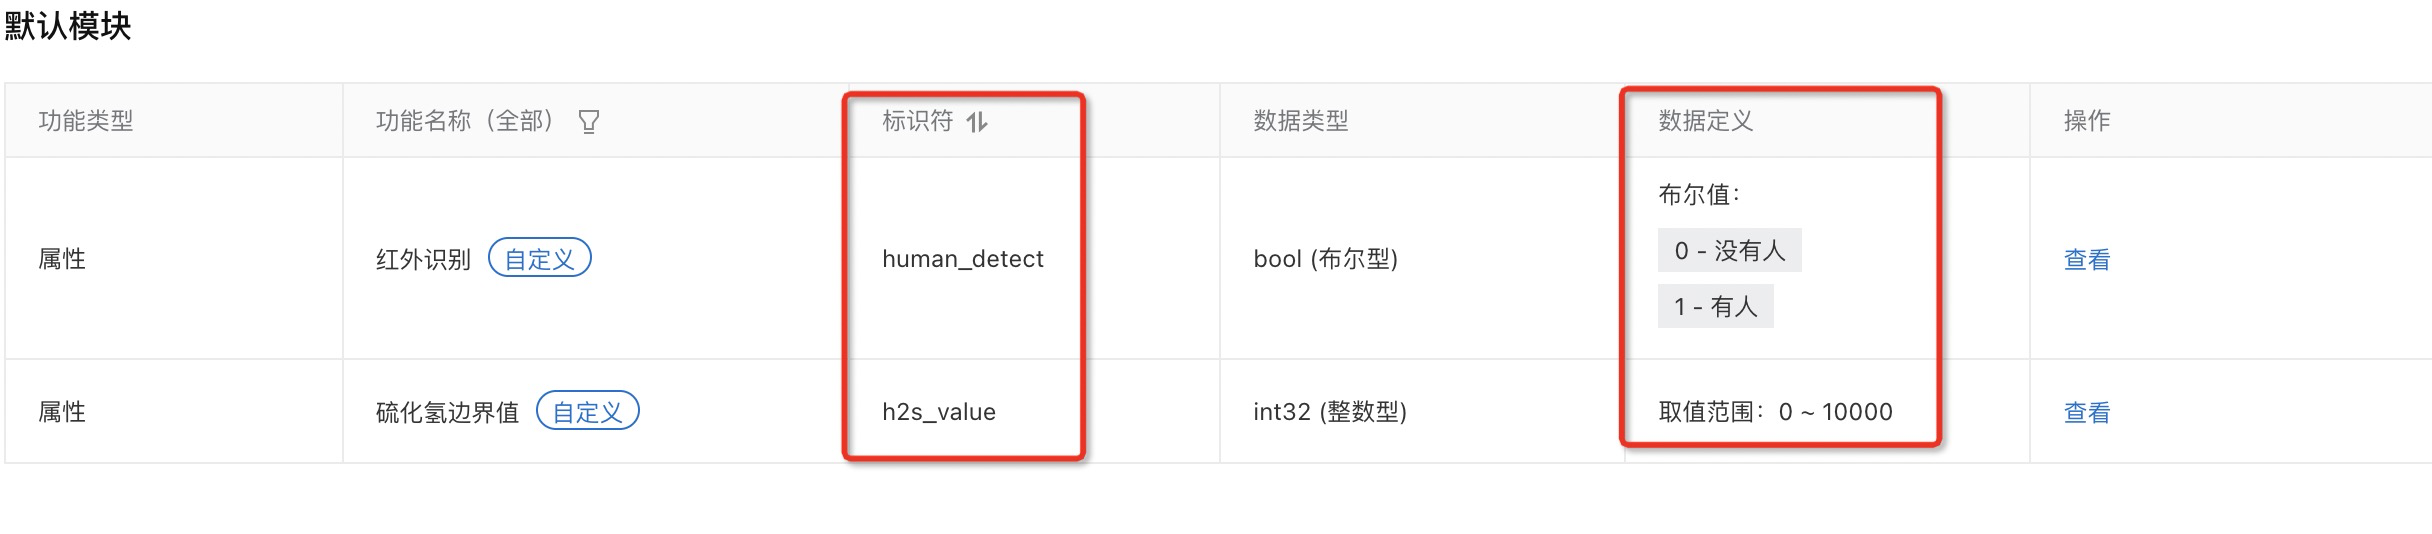 默认模块
功能类型 功能名称（全部） 标识符 数据类型 数据定义 操作
属性 红外识别 自定义 human_detect bool (布尔型) 布尔值：
0 - 没有人
1 - 有人
查看
属性 硫化氢边界值 自定义 h2s_value int32 (整数型) 取值范围：0 ~ 10000 查看